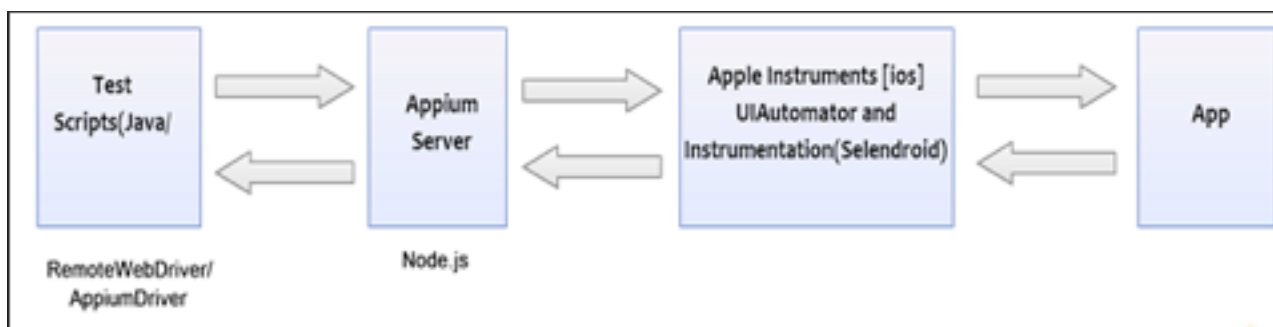 Test
Scripts(Java/
Appium
Server
Apple Instruments [ios]
UIAutomator and
Instrumentation(Selendroid)
App
RemoteWebDriver/
AppiumDriver
Node.js